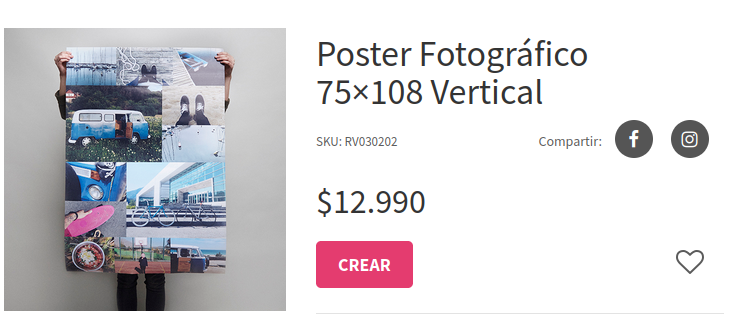 Poster Fotográfico
75×108 Vertical
SKU: RV030202
Compartir:
$12.990
CREAR